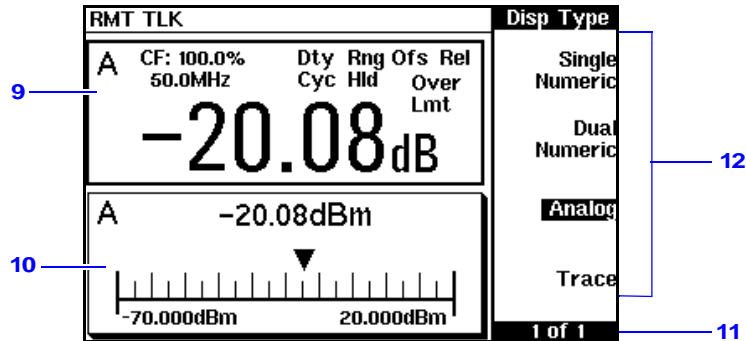 RMT TLK
Disp Type
A
CF: 100.0%
50.0MHz
Dty Rng Ofs Rel
Cyc Hld Over
Lmt
-20.08dB
A
-20.08dBm
-70.000dBm
20.000dBm
Single
Numeric
Dual
Numeric
Analog
Trace
1 of 1
9
10
11
12